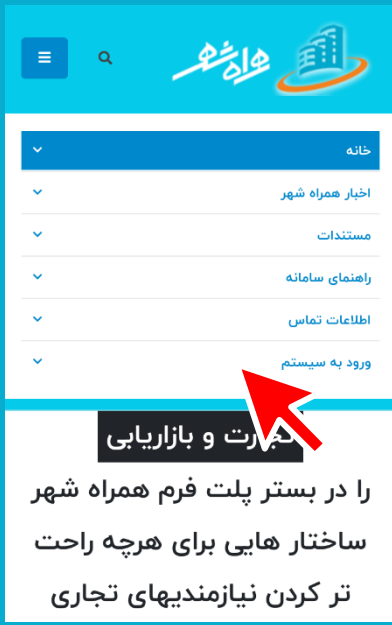 همراه شهر
خانه
اخبار همراه شهر
مستندات
راهنمای سامانه
اطلاعات تماس
ورود به سیستم
تجارت و بازاریابی
را در بستر پلت فرم همراه شهر
ساختار هایی برای هرچه راحت
تر کردن نیازمندیهای تجاری